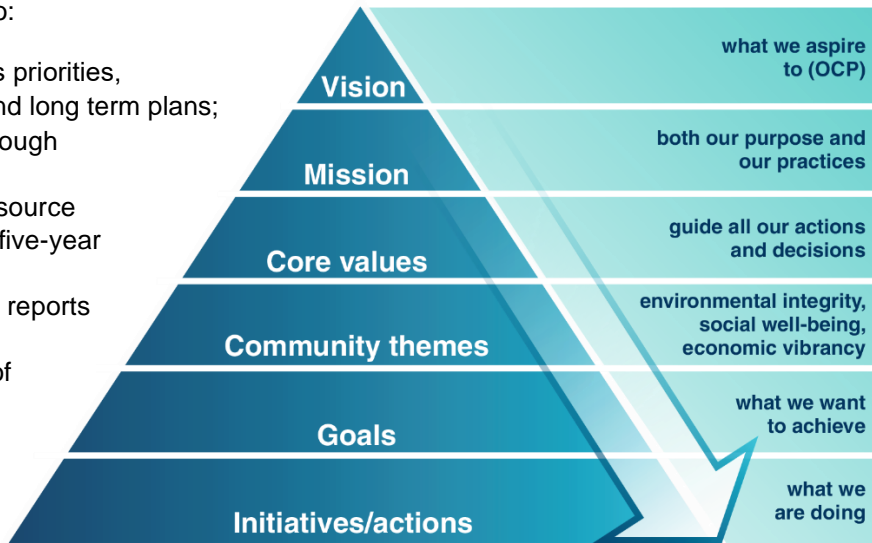 o:
s priorities,
nd long term plans;
ough
source
five-year
reports
of
Vision
what we aspire
to (OCP)
Mission
both our purpose and
our practices
Core values
guide all our actions
and decisions
Community themes
environmental integrity,
social well-being,
economic vibrancy
Goals
what we want
to achieve
Initiatives/actions
what we
are doing